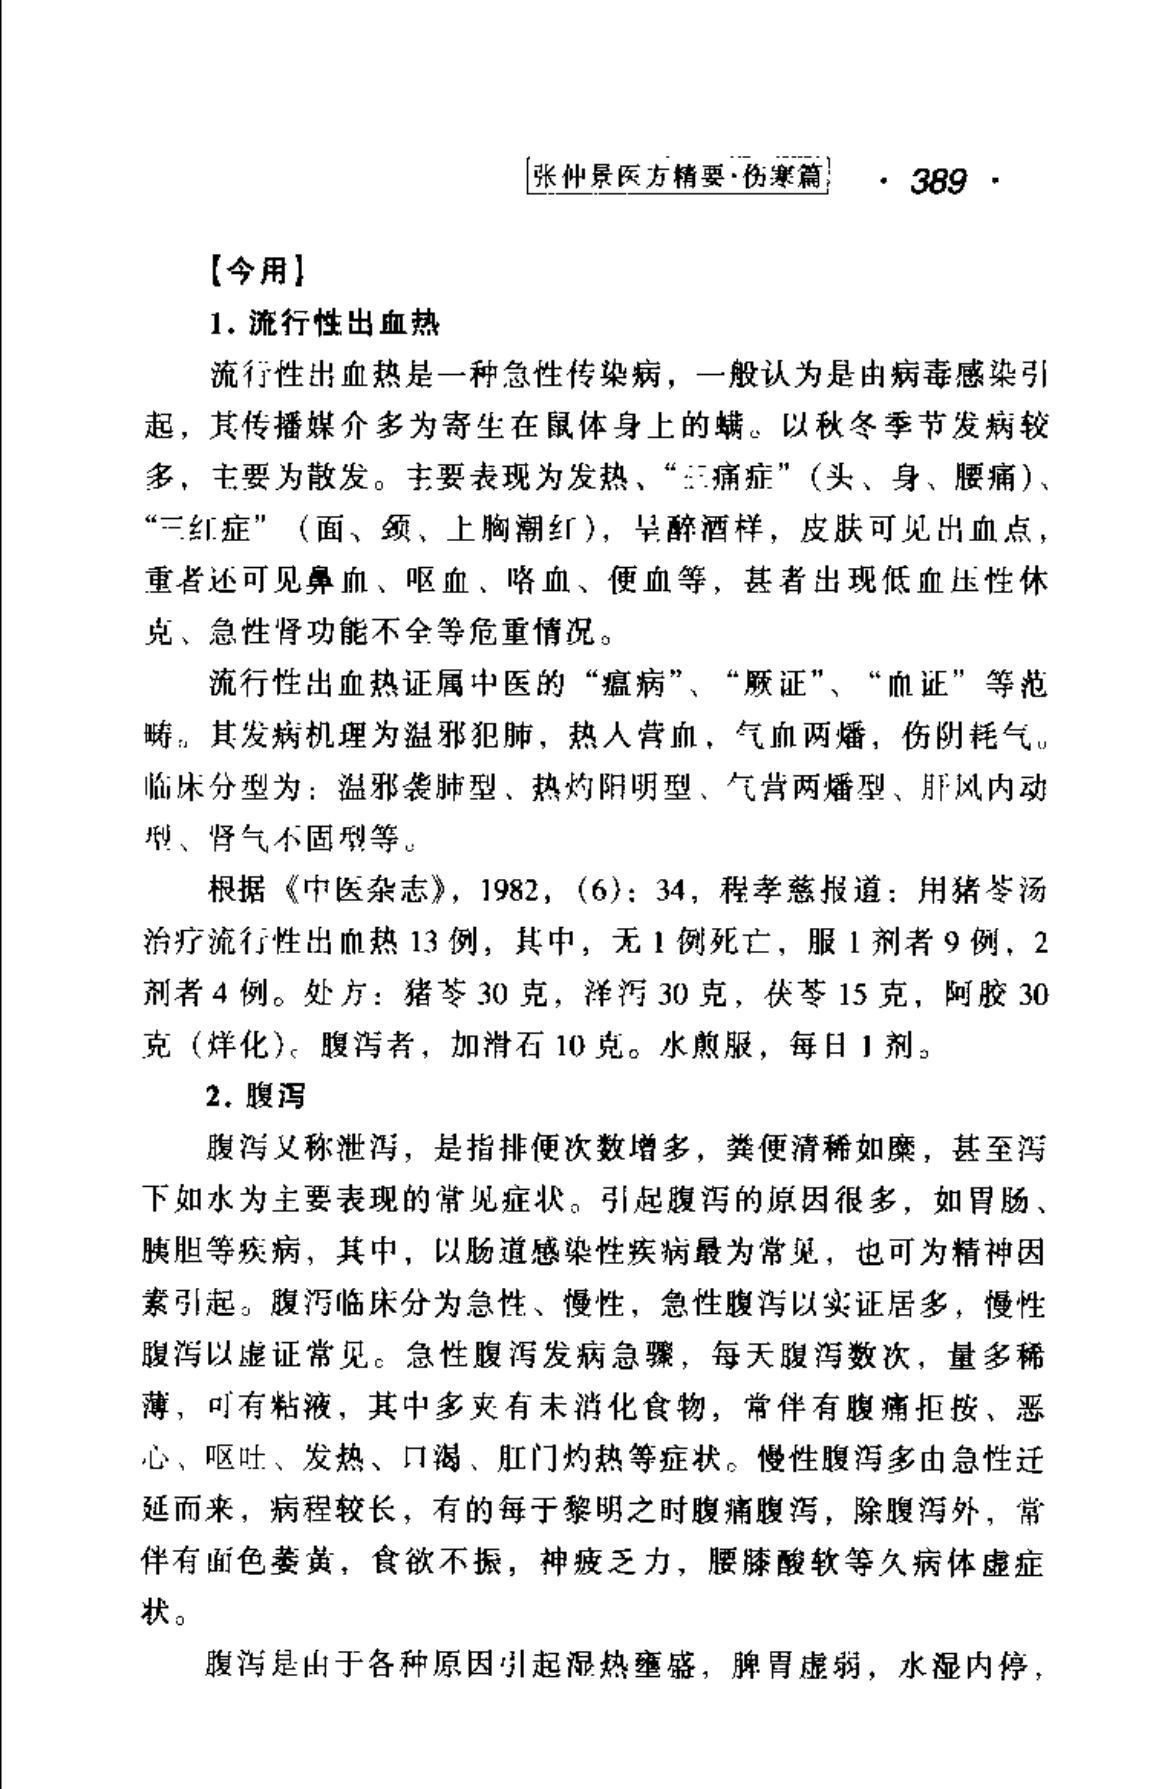 张仲景医方精要·伤寒篇 · 389 ·
【今用】
1. 流行性出血热
流行性出血热是一种急性传染病，一般认为是由病毒感染引
起，其传播媒介多为寄生在鼠体身上的螨。以秋冬季节发病较
多，主要为散发。主要表现为发热、“三痛症”（头、身、腰痛）、
“三红症”（面、颈、上胸潮红），呈醉酒样，皮肤可见出血点，
重者还可见鼻血、呕血、咯血、便血等，甚者出现低血压性休
克、急性肾功能不全等危重情况。
流行性出血热证属中医的“瘟病”、“厥证”、“血证”等范
畴。其发病机理为温邪犯肺，热入营血，气血两燔，伤阴耗气。
临床分型为：温邪袭肺型、热灼阳明型、气营两燔型、肝风内动
型、肾气不固型等。
根据《中医杂志》，1982，（6）：34，程孝慈报道：用猪苓汤
治疗流行性出血热 13 例，其中，无 1 例死亡，服 1 剂者 9 例，2
剂者 4 例。处方：猪苓 30 克，泽泻 30 克，茯苓 15 克，阿胶 30
克（烊化）。腹泻者，加滑石 10 克。水煎服，每日 1 剂。
2. 腹泻
腹泻又称泄泻，是指排便次数增多，粪便清稀如糜，甚至泻
下如水为主要表现的常见症状。引起腹泻的原因很多，如胃肠、
胰胆等疾病，其中，以肠道感染性疾病最为常见，也可为精神因
素引起。腹泻临床分为急性、慢性，急性腹泻以实证居多，慢性
腹泻以虚证常见。急性腹泻发病急骤，每天腹泻数次，量多稀
薄，可有粘液，其中多夹有未消化食物，常伴有腹痛拒按、恶
心、呕吐、发热、口渴、肛门灼热等症状。慢性腹泻多由急性迁
延而来，病程较长，有的每于黎明之时腹痛腹泻，除腹泻外，常
伴有面色萎黄，食欲不振，神疲乏力，腰膝酸软等久病体虚症
状。
腹泻是由于各种原因引起湿热壅盛，脾胃虚弱，水湿内停，